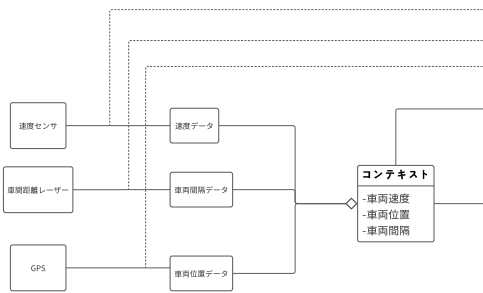 速度センサ
速度データ
車間距離レーザー
車両間隔データ
コンテキスト
-車両速度
-車両位置
-車両間隔
GPS
車両位置データ